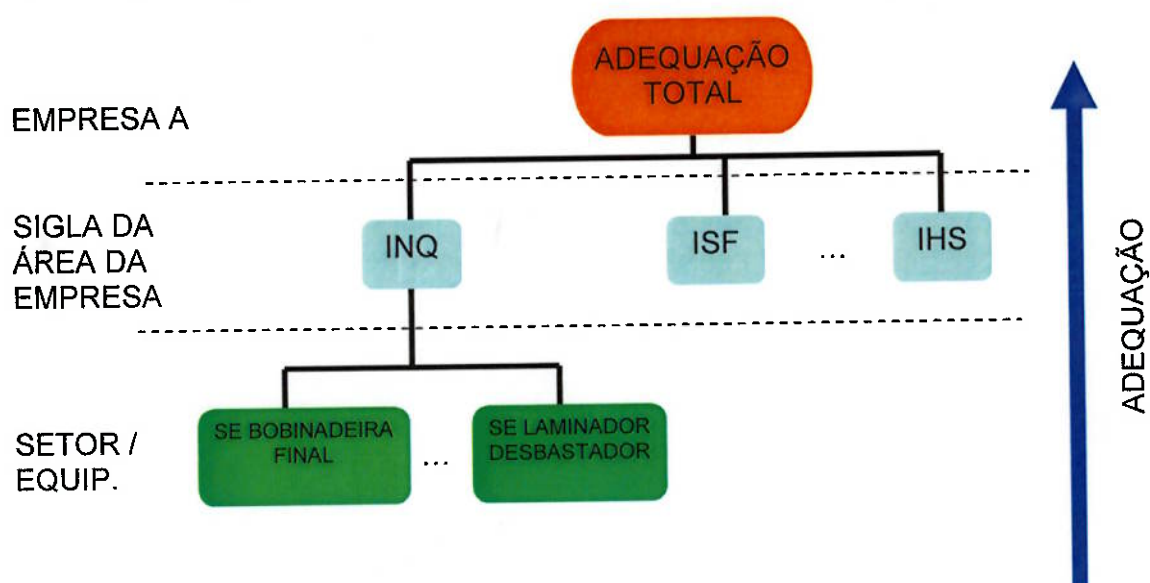 ADEQUAÇÃO
TOTAL
EMPRESA A
SIGLA DA
ÁREA DA
EMPRESA
INQ
ISF
...
IHS
ADEQUAÇÃO
SETOR /
EQUIP.
SE BOBINADEIRA
FINAL
...
SE LAMINADOR
DESBASTADOR